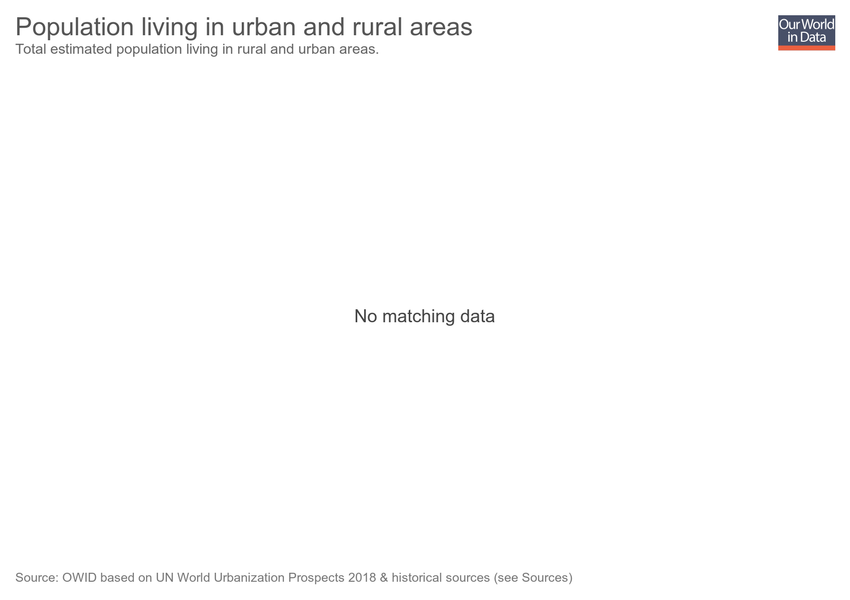 Population living in urban and rural areas
Total estimated population living in rural and urban areas.
Our World
in Data
No matching data
Source: OWID based on UN World Urbanization Prospects 2018 & historical sources (see Sources)